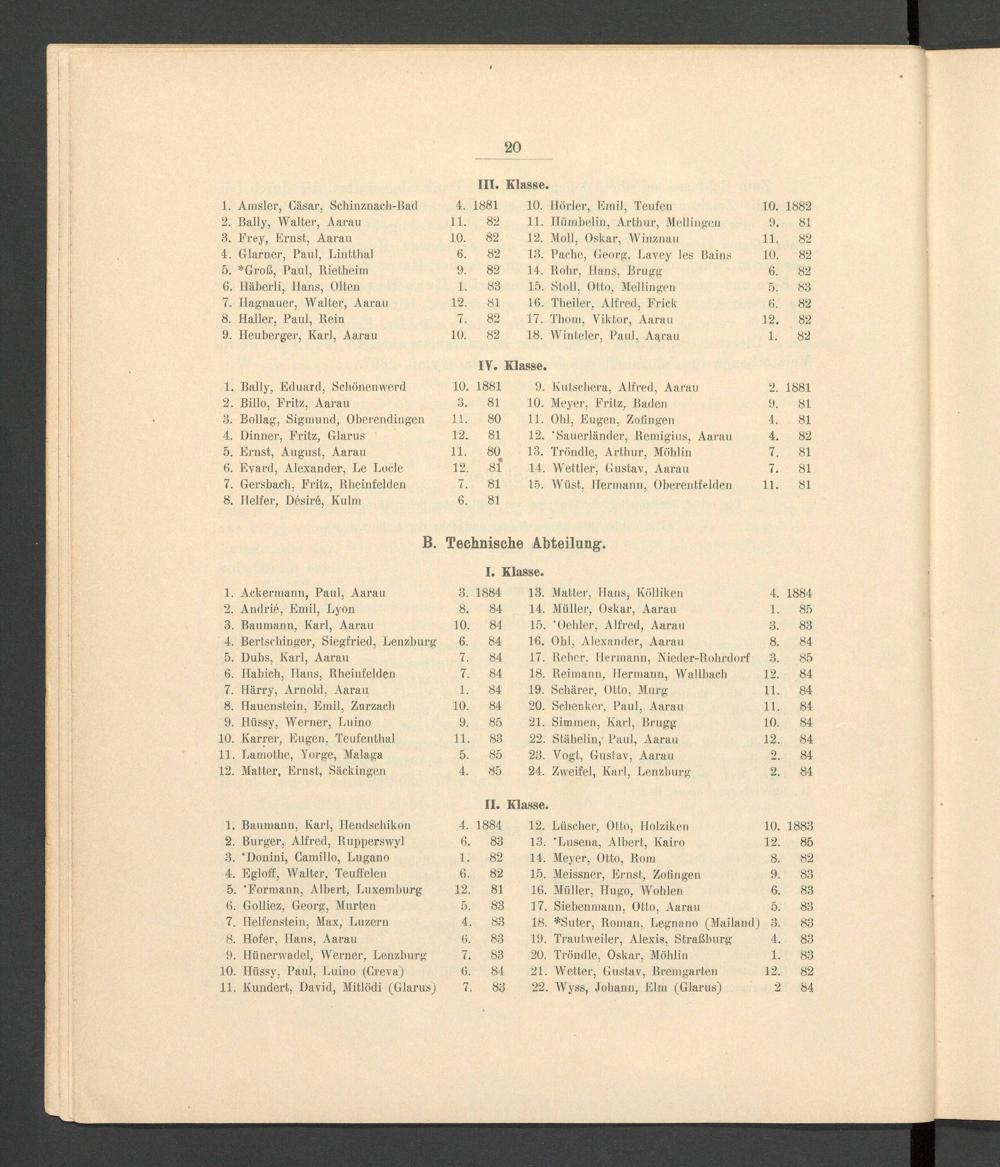 20
III. Klasse.
1. Amsler, Cäsar, Schinznach-Bad 4. 1881
2. Bally, Walter, Aarau 11. 82
3. Frey, Ernst, Aarau 10. 82
4. Glarner, Paul, Lintthal 6. 82
5. *Groß, Paul, Rietheim 9. 82
6. Häberli, Hans, Olten 1. 83
7. Hagnauer, Walter, Aarau 12. 81
8. Haller, Paul, Rein 7. 82
9. Heuberger, Karl, Aarau 10. 82
10. Hörler, Emil, Teufen 10. 1882
11. Hümbelin, Arthur, Mellingen 9. 81
12. Moll, Oskar, Winznau 11. 82
13. Pache, Georg, Lavey les Bains 10. 82
14. Rohr, Hans, Brugg 6. 82
15. Stoll, Otto, Mellingen 5. 83
16. Theiler, Alfred, Frick 6. 82
17. Thom, Viktor, Aarau 12. 82
18. Winteler, Paul, Aarau 1. 82
IV. Klasse.
1. Bally, Eduard, Schönenwerd 10. 1881
2. Billo, Fritz, Aarau 3. 81
3. Bollag, Sigmund, Oberendingen 11. 80
4. Dinner, Fritz, Glarus 12. 81
5. Ernst, August, Aarau 11. 80
6. Evard, Alexander, Le Locle 12. 81
7. Gersbach, Fritz, Rheinfelden 7. 81
8. Helfer, Désiré, Kulm 6. 81
9. Kutschera, Alfred, Aarau 2. 1881
10. Meyer, Fritz, Baden 9. 81
11. Ohl, Eugen, Zofingen 4. 81
12. *Sauerländer, Remigius, Aarau 4. 82
13. Tröndle, Arthur, Möhlin 7. 81
14. Wettler, Gustav, Aarau 7. 81
15. Wüst, Hermann, Oberentfelden 11. 81
B. Technische Abteilung.
I. Klasse.
1. Ackermann, Paul, Aarau 3. 1884
2. Andrié, Emil, Lyon 8. 84
3. Baumann, Karl, Aarau 10. 84
4. Bertschinger, Siegfried, Lenzburg 6. 84
5. Dubs, Karl, Aarau 7. 84
6. Habich, Hans, Rheinfelden 7. 84
7. Härry, Arnold, Aarau 1. 84
8. Hauenstein, Emil, Zurzach 10. 84
9. Hüssy, Werner, Luino 9. 85
10. Karrer, Eugen, Teufenthal 11. 83
11. Lamothe, Yorge, Malaga 5. 85
12. Matter, Ernst, Säckingen 4. 85
13. Matter, Hans, Kölliken 4. 1884
14. Müller, Oskar, Aarau 1. 85
15. *Oehler, Alfred, Aarau 3. 83
16. Ohl, Alexander, Aarau 8. 84
17. Reber, Hermann, Nieder-Rohrdorf 3. 85
18. Reimann, Hermann, Wallbach 12. 84
19. Schärer, Otto, Murg 11. 84
20. Schenker, Paul, Aarau 11. 84
21. Simmen, Karl, Brugg 10. 84
22. Stäbelin, Paul, Aarau 12. 84
23. Vogt, Gustav, Aarau 2. 84
24. Zweifel, Karl, Lenzburg 2. 84
II. Klasse.
1. Baumann, Karl, Hendschikon 4. 1884
2. Burger, Alfred, Rupperswyl 6. 83
3. *Donini, Camillo, Lugano 1. 82
4. Egloff, Walter, Teuffelen 6. 82
5. *Formann, Albert, Luxemburg 12. 81
6. Golliez, Georg, Murten 5. 83
7. Helfenstein, Max, Luzern 4. 83
8. Hofer, Hans, Aarau 6. 83
9. Hünerwadel, Werner, Lenzburg 7. 83
10. Hüssy, Paul, Luino (Creva) 6. 84
11. Kundert, David, Mitlödi (Glarus) 7. 83
12. Lüscher, Otto, Holziken 10. 1883
13. *Lusena, Albert, Kairo 12. 85
14. Meyer, Otto, Rom 8. 82
15. Meissner, Ernst, Zofingen 9. 83
16. Müller, Hugo, Wohlen 6. 83
17. Siebenmann, Otto, Aarau 5. 83
18. *Suter, Roman, Legnano (Mailand) 3. 83
19. Trautweiler, Alexis, Straßburg 4. 83
20. Tröndle, Oskar, Möhlin 1. 83
21. Wetter, Gustav, Bremgarten 12. 82
22. Wyss, Johann, Elm (Glarus) 2 84